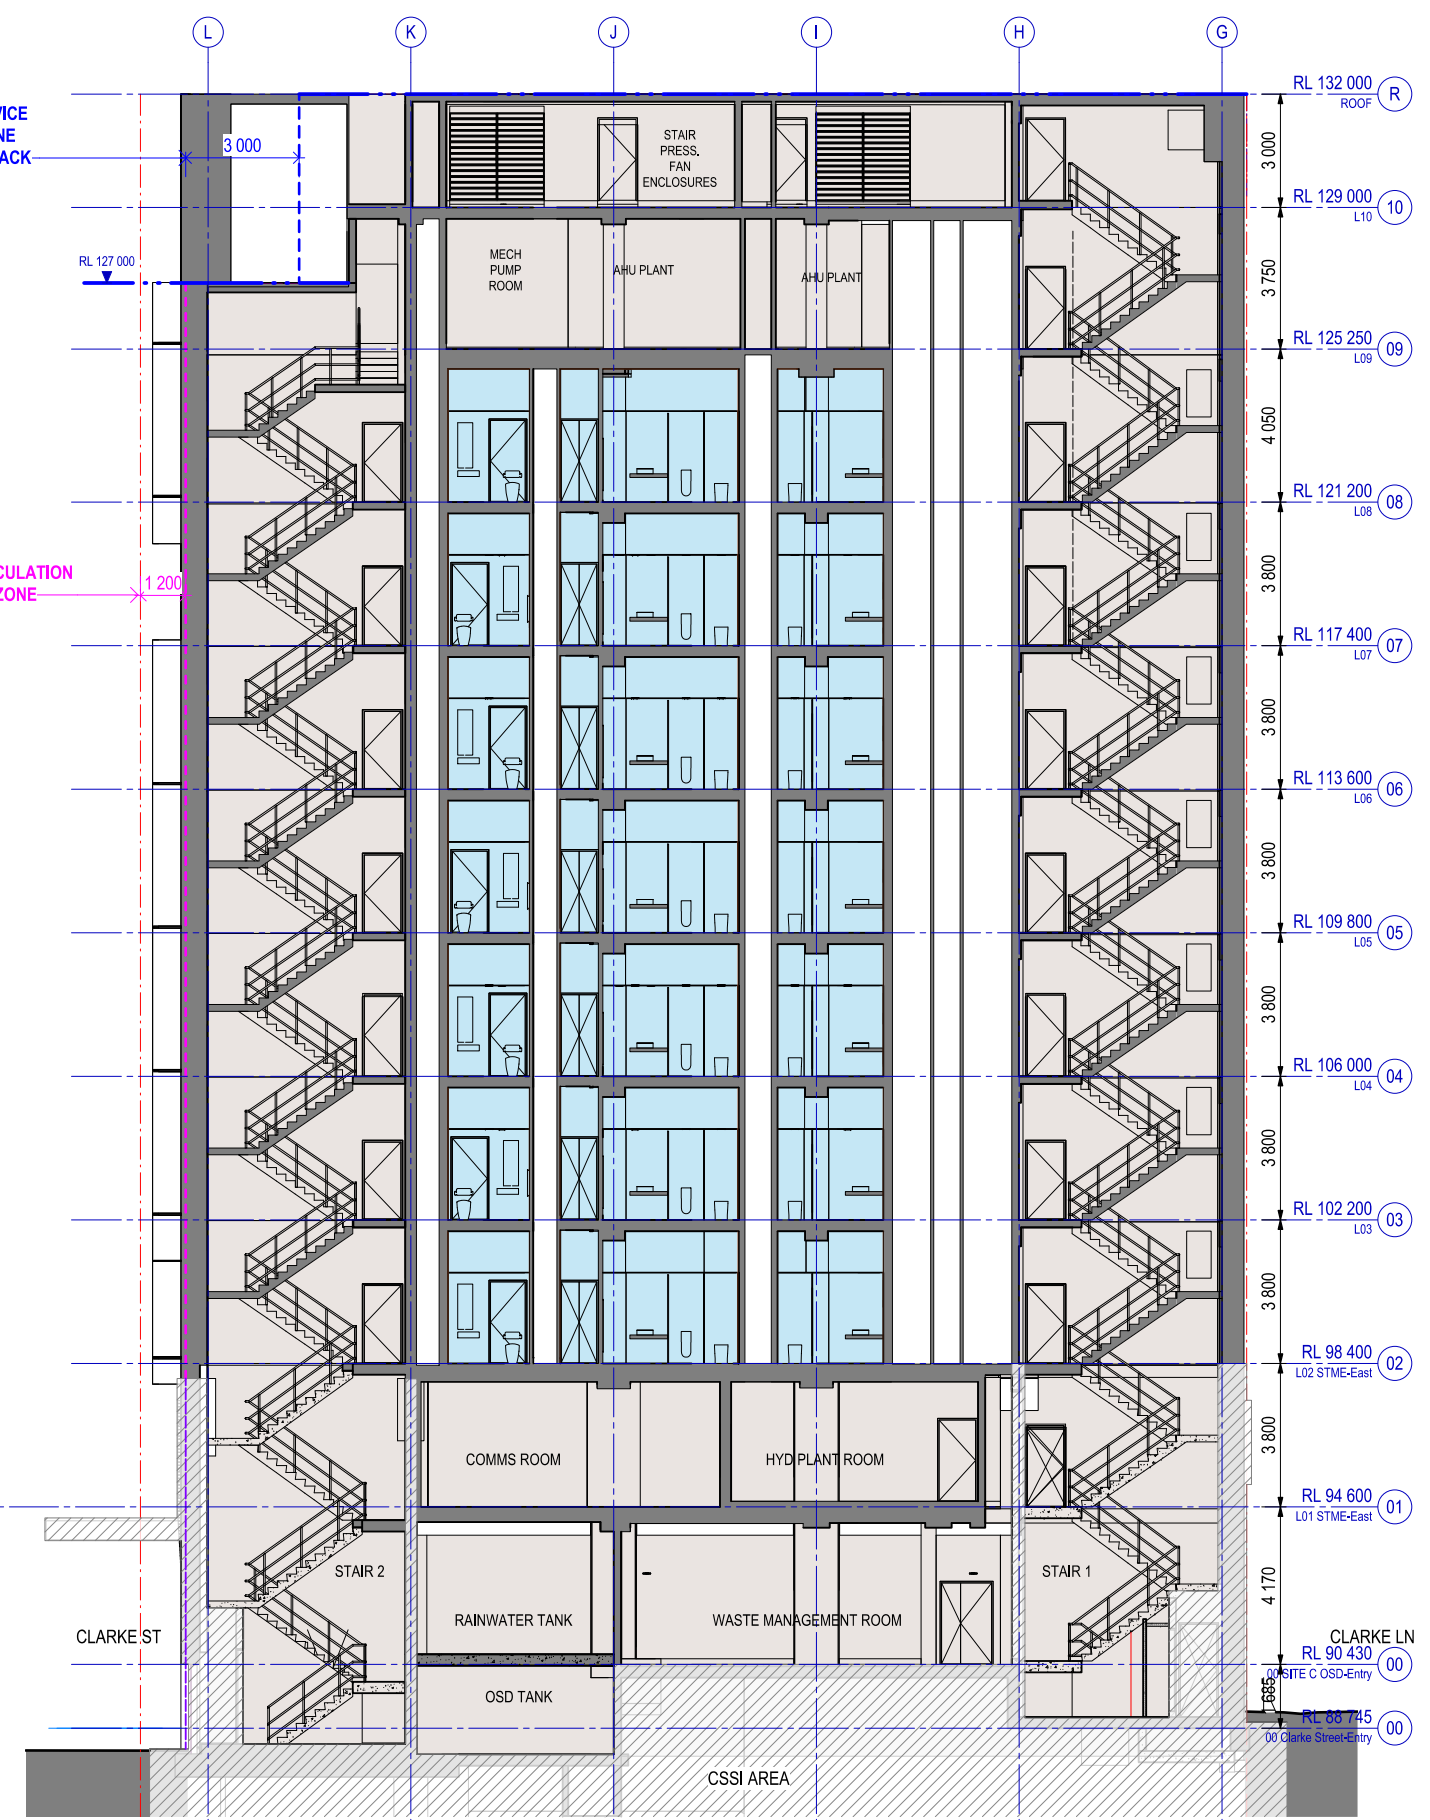 L
K
J
I
H
G
RL 132 000
ROOF
R
VICE
NE
ACK
3 000
STAIR
PRESS.
FAN
ENCLOSURES
3 000
RL 129 000
L10
10
RL 127 000
MECH
PUMP
ROOM
AHU PLANT
AHU PLANT
3 750
RL 125 250
L09
09
4 050
RL 121 200
L08
08
CULATION
ZONE
1 200
3 800
RL 117 400
L07
07
3 800
RL 113 600
L06
06
3 800
RL 109 800
L05
05
3 800
RL 106 000
L04
04
3 800
RL 102 200
L03
03
3 800
RL 98 400
L02 STME-East
02
COMMS ROOM
HYD PLANT ROOM
3 800
RL 94 600
L01 STME-East
01
STAIR 2
STAIR 1
4 170
RAINWATER TANK
WASTE MANAGEMENT ROOM
CLARKE ST
CLARKE LN
RL 90 430
00 SITE C OSD-Entry
00
OSD TANK
685
RL 88 745
00 Clarke Street-Entry
00
CSSI AREA